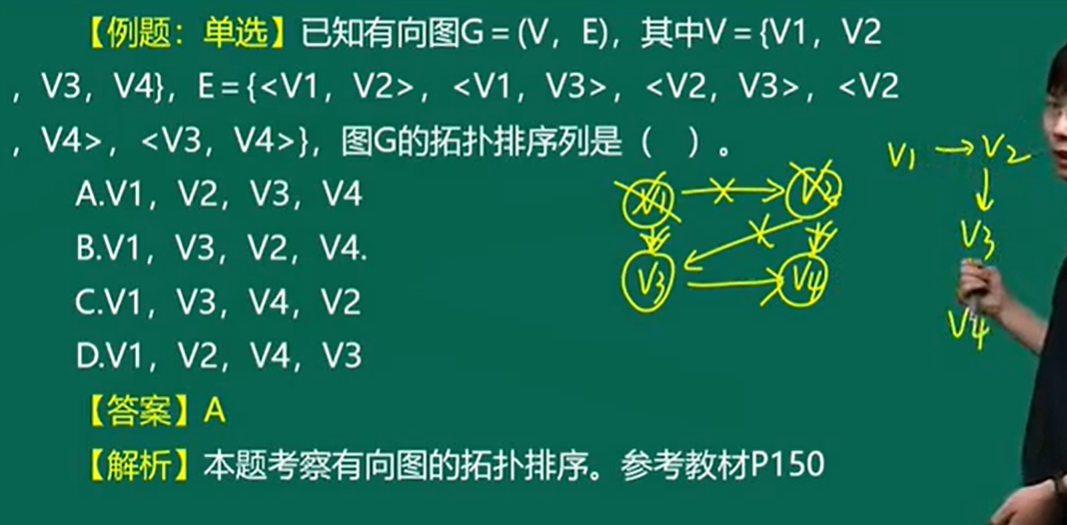 【例题：单选】已知有向图G = (V，E)，其中V = {V1，V2
，V3，V4}，E = {<V1，V2>，<V1，V3>，<V2，V3>，<V2
，V4>，<V3，V4>}，图G的拓扑排序列是（ ）。
A.V1，V2，V3，V4
B.V1，V3，V2，V4.
C.V1，V3，V4，V2
D.V1，V2，V4，V3
【答案】A
【解析】本题考察有向图的拓扑排序。参考教材P150
V1 → V2
V3
V4
V1 V2
V3 V4